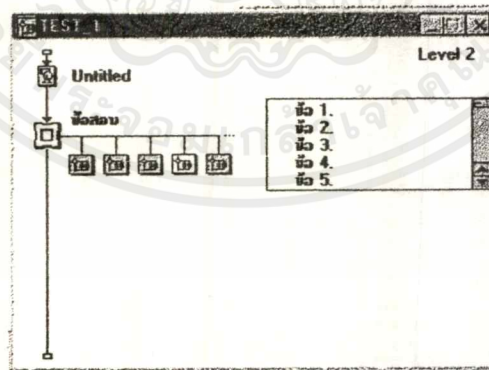 TEST_1
Level 2
Untitled
ข้อสอบ
ข้อ 1.
ข้อ 2.
ข้อ 3.
ข้อ 4.
ข้อ 5.